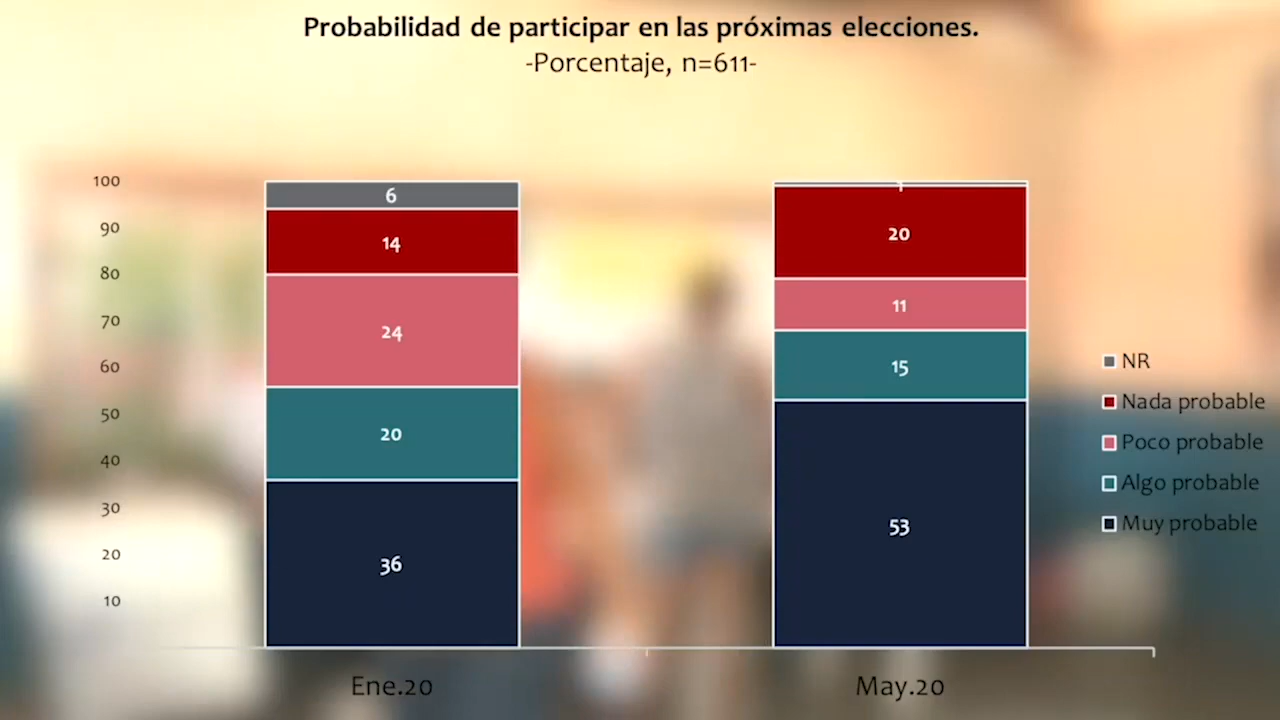 Probabilidad de participar en las próximas elecciones.
-Porcentaje, n=611-
100
90
80
70
60
50
40
30
20
10
6
14
24
20
36
20
11
15
53
NR
Nada probable
Poco probable
Algo probable
Muy probable
Ene.20
May.20